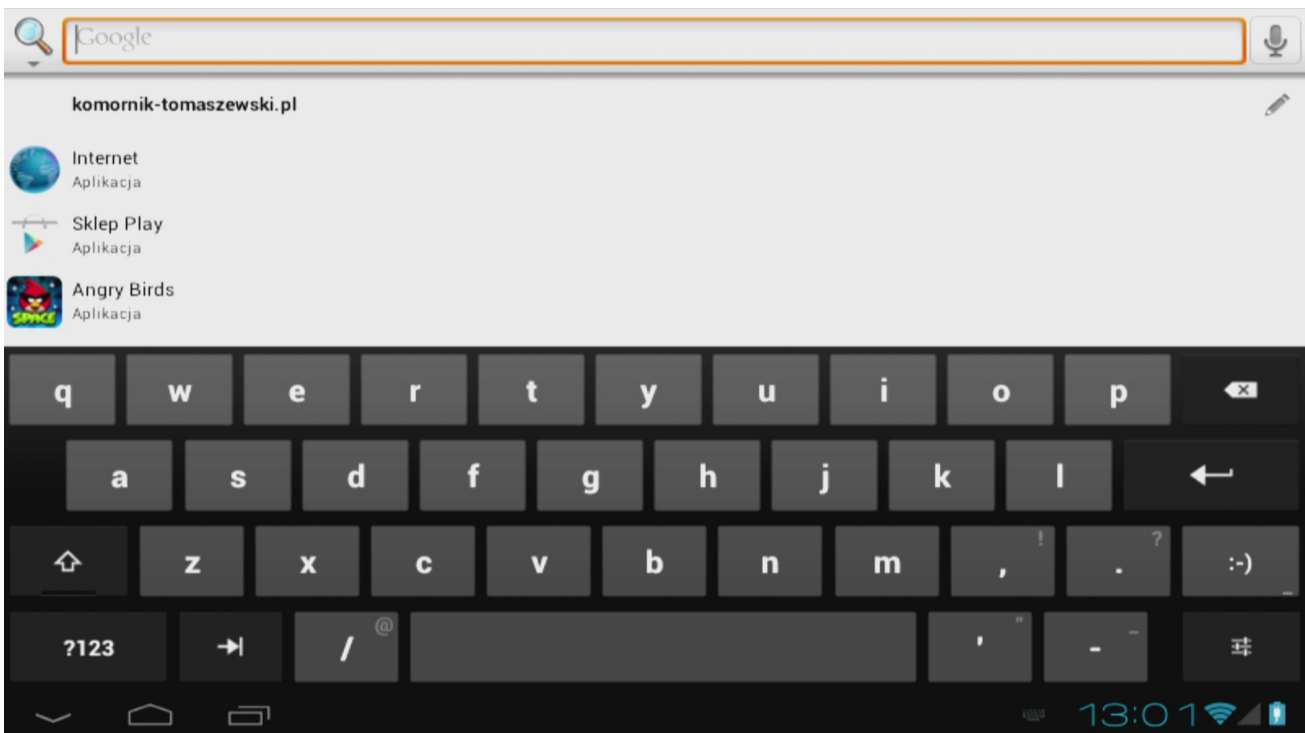 Google
komornik-tomaszewski.pl
Internet
Aplikacja
Sklep Play
Aplikacja
Angry Birds
Aplikacja
SPACE
q w e r t y u i o p
a s d f g h j k l
z x c v b n m , ! . ? :-)
?123 / @ ' " - _
13:01